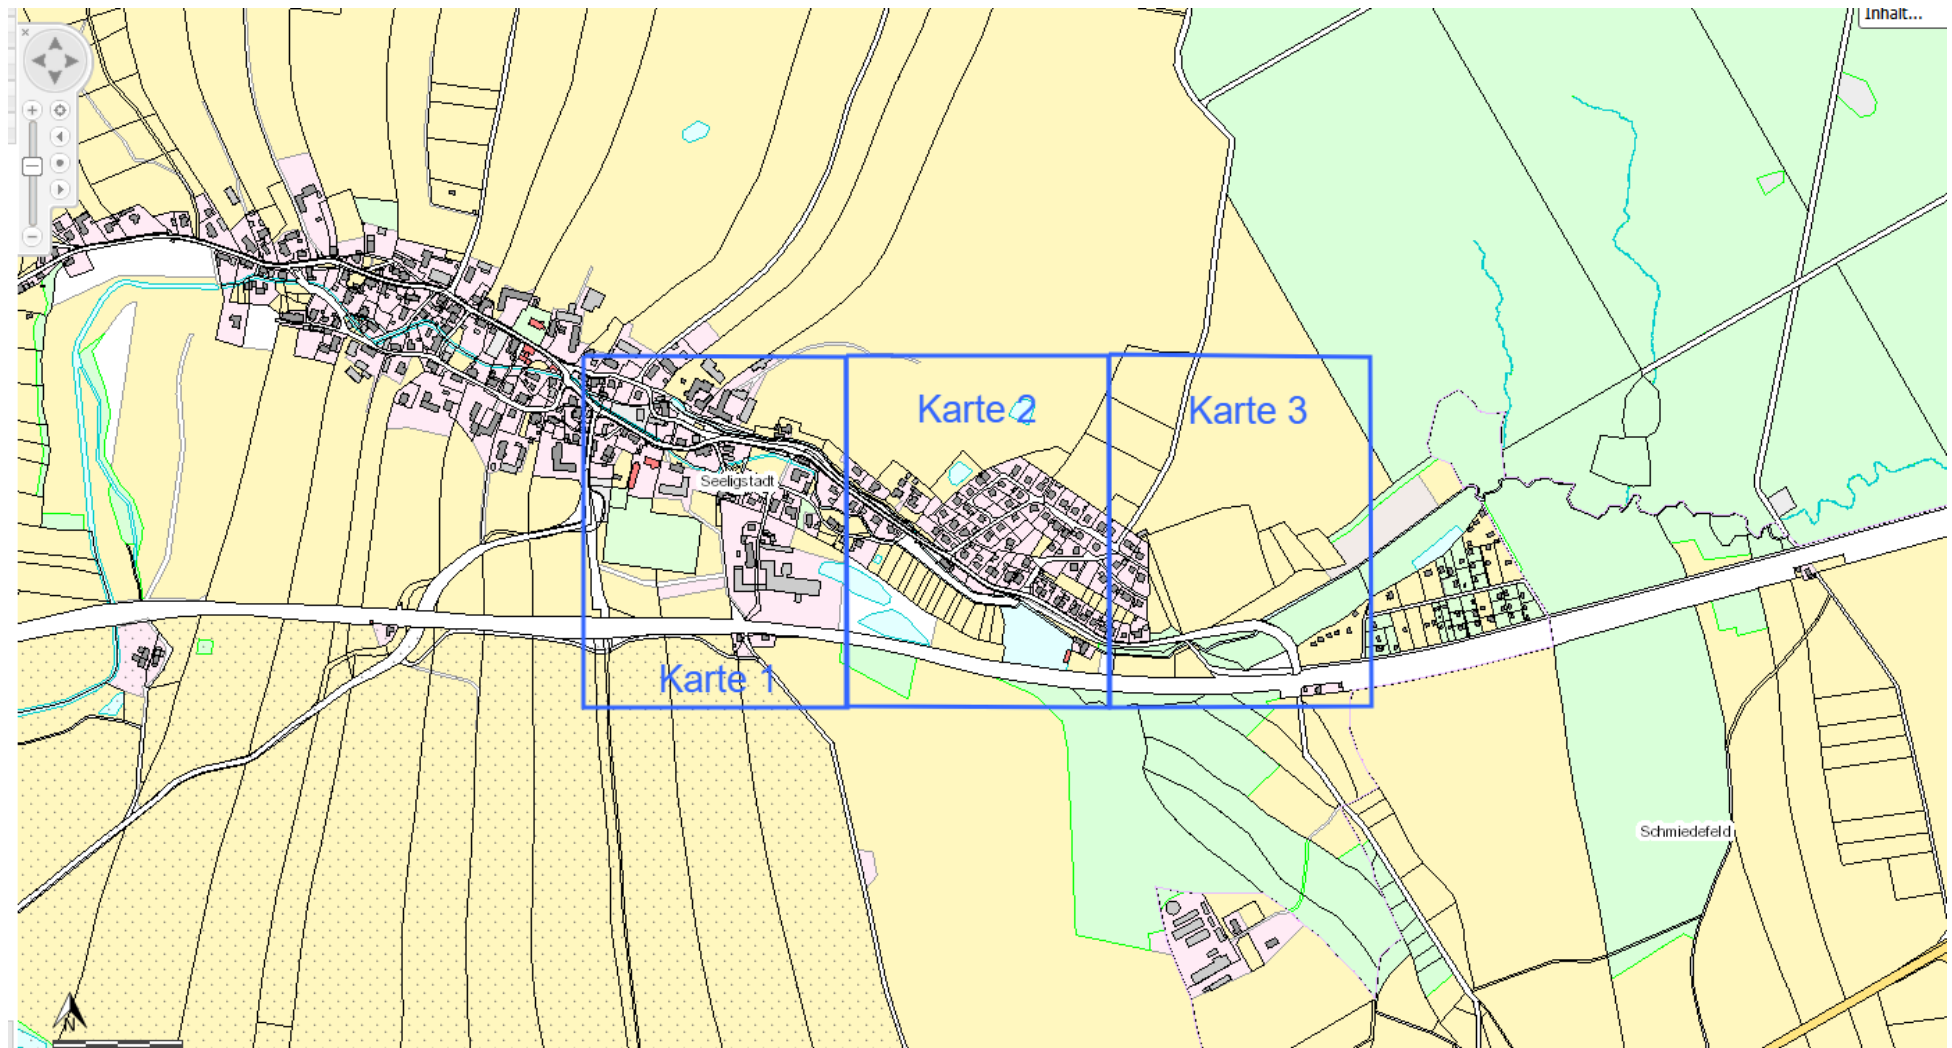 Inhalt...
Karte 2
Karte 3
Seeligstadt
Karte 1
Schmiedefeld
N